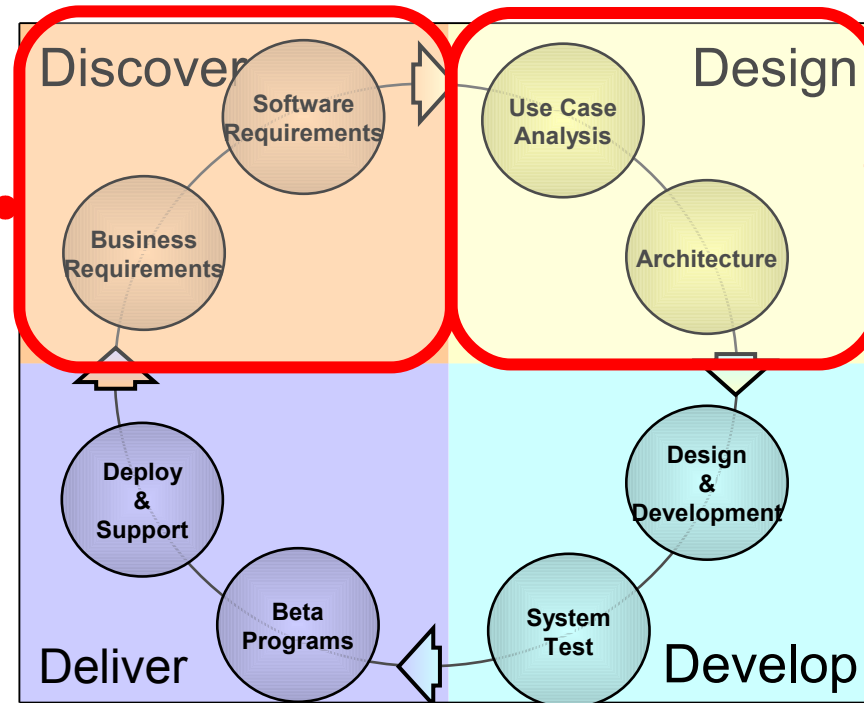 Discover
Software
Requirements
Business
Requirements
Design
Use Case
Analysis
Architecture
Design
&
Development
System
Test
Develop
Beta
Programs
Deploy
&
Support
Deliver